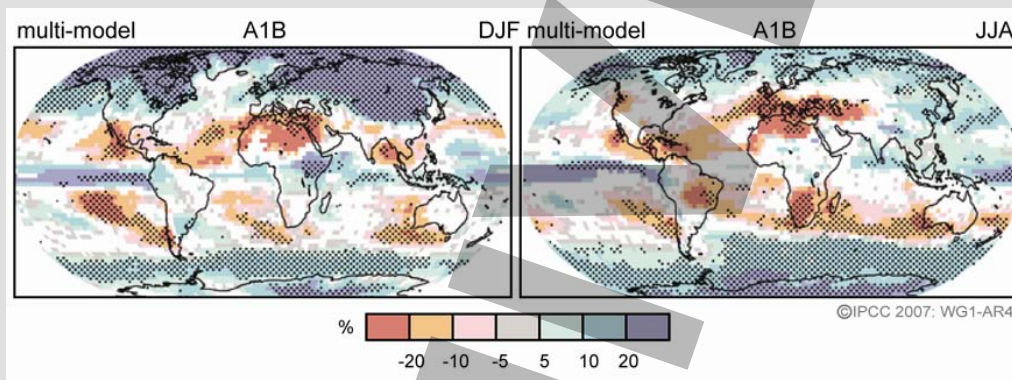 multi-model A1B DJF
multi-model A1B JJA
©IPCC 2007: WG1-AR4
%
-20 -10 -5 5 10 20